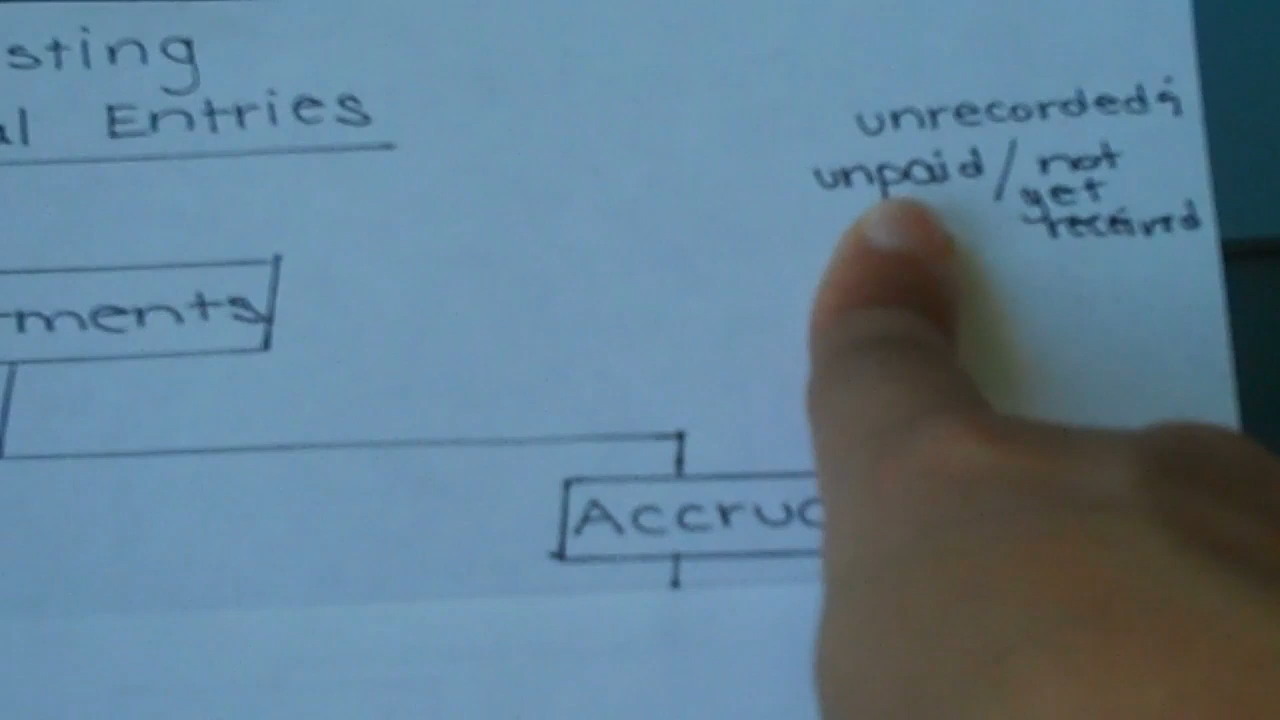 sting
al Entries
unrecorded &
unpaid / not
yet
received
ments
Accru